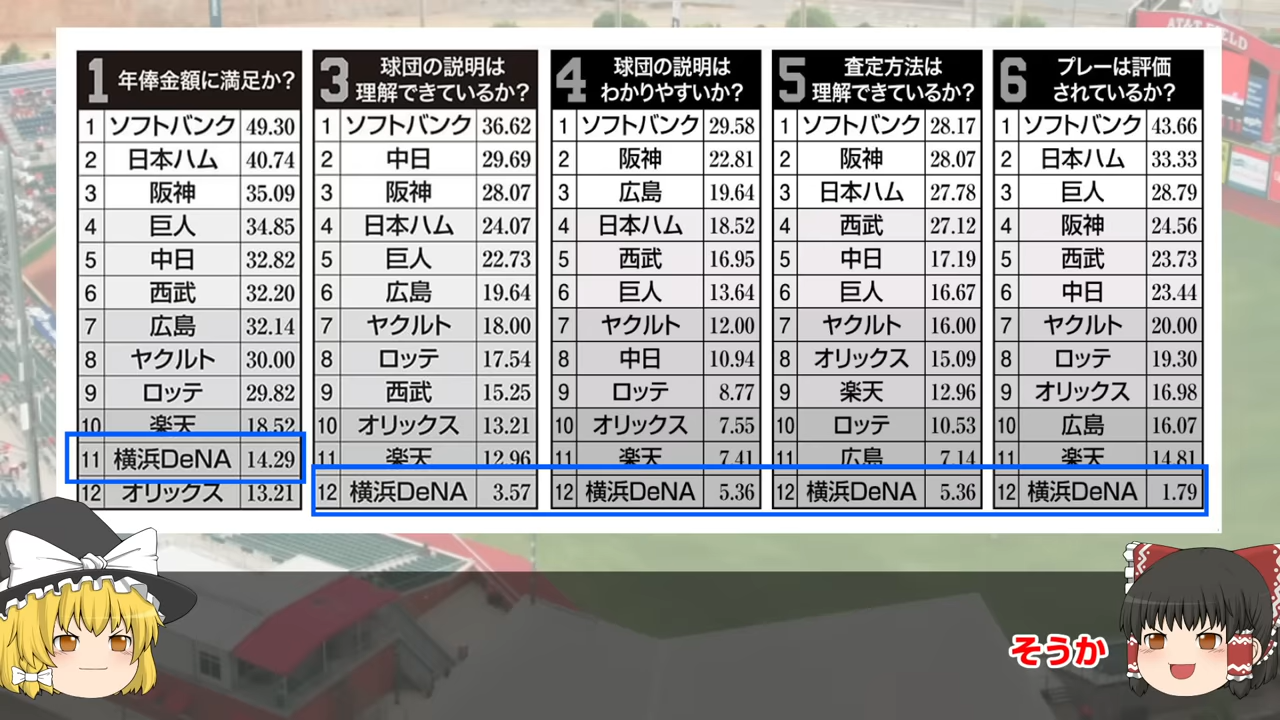 1 年俸金額に満足か?
1 ソフトバンク 49.30
2 日本ハム 40.74
3 阪神 35.09
4 巨人 34.85
5 中日 32.82
6 西武 32.20
7 広島 32.14
8 ヤクルト 30.00
9 ロッテ 29.82
10 楽天 18.52
11 横浜DeNA 14.29
12 オリックス 13.21
3 球団の説明は
理解できているか?
1 ソフトバンク 36.62
2 中日 29.69
3 阪神 28.07
4 日本ハム 24.07
5 巨人 22.73
6 広島 19.64
7 ヤクルト 18.00
8 ロッテ 17.54
9 西武 15.25
10 オリックス 13.21
11 楽天 12.96
12 横浜DeNA 3.57
4 球団の説明は
わかりやすいか?
1 ソフトバンク 29.58
2 阪神 22.81
3 広島 19.64
4 日本ハム 18.52
5 西武 16.95
6 巨人 13.64
7 ヤクルト 12.00
8 中日 10.94
9 ロッテ 8.77
10 オリックス 7.55
11 楽天 7.41
12 横浜DeNA 5.36
5 査定方法は
理解できているか?
1 ソフトバンク 28.17
2 阪神 28.07
3 日本ハム 27.78
4 西武 27.12
5 中日 17.19
6 巨人 16.67
7 ヤクルト 16.00
8 オリックス 15.09
9 楽天 12.96
10 ロッテ 10.53
11 広島 7.14
12 横浜DeNA 5.36
6 プレーは評価
されているか?
1 ソフトバンク 43.66
2 日本ハム 33.33
3 巨人 28.79
4 阪神 24.56
5 西武 23.73
6 中日 23.44
7 ヤクルト 20.00
8 ロッテ 19.30
9 オリックス 16.98
10 広島 16.07
11 楽天 14.81
12 横浜DeNA 1.79
そうか